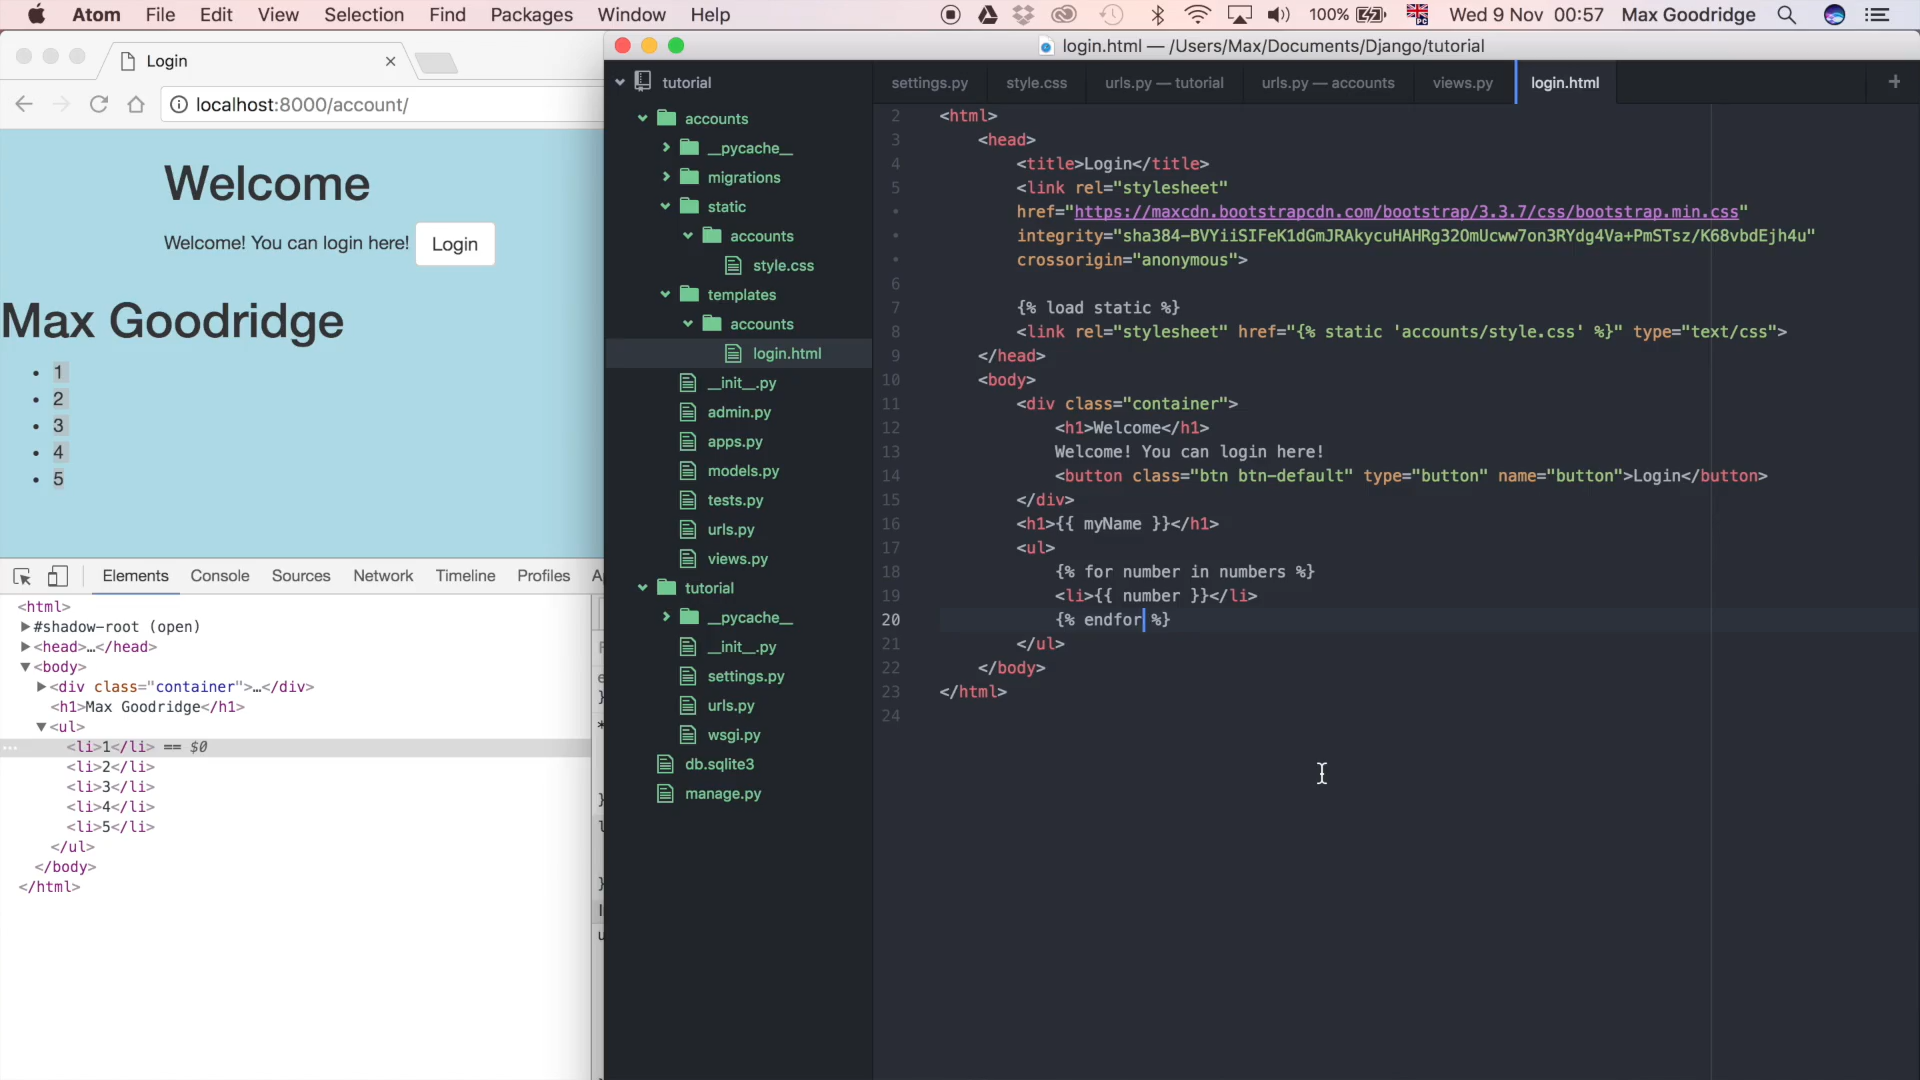 Atom File Edit View Selection Find Packages Window Help 100% Wed 9 Nov 00:57 Max Goodridge
Login
localhost:8000/account/
Welcome
Welcome! You can login here! Login
Max Goodridge
1
2
3
4
5
Elements Console Sources Network Timeline Profiles
<html>
#shadow-root (open)
<head>…</head>
<body>
<div class="container">…</div>
<h1>Max Goodridge</h1>
<ul>
<li>1</li> == $0
<li>2</li>
<li>3</li>
<li>4</li>
<li>5</li>
</ul>
</body>
</html>
login.html — /Users/Max/Documents/Django/tutorial
tutorial
accounts
__pycache__
migrations
static
accounts
style.css
templates
accounts
login.html
__init__.py
admin.py
apps.py
models.py
tests.py
urls.py
views.py
tutorial
__pycache__
__init__.py
settings.py
urls.py
wsgi.py
db.sqlite3
manage.py
settings.py style.css urls.py — tutorial urls.py — accounts views.py login.html
2 <html>
3 <head>
4 <title>Login</title>
5 <link rel="stylesheet"
href="https://maxcdn.bootstrapcdn.com/bootstrap/3.3.7/css/bootstrap.min.css"
integrity="sha384-BVYiiSIFeK1dGmJRAkycuHAHRg32OmUcww7on3RYdg4Va+PmSTsz/K68vbdEjh4u"
crossorigin="anonymous">
6
7 {% load static %}
8 <link rel="stylesheet" href="{% static 'accounts/style.css' %}" type="text/css">
9 </head>
10 <body>
11 <div class="container">
12 <h1>Welcome</h1>
13 Welcome! You can login here!
14 <button class="btn btn-default" type="button" name="button">Login</button>
15 </div>
16 <h1>{{ myName }}</h1>
17 <ul>
18 {% for number in numbers %}
19 <li>{{ number }}</li>
20 {% endfor %}
21 </ul>
22 </body>
23 </html>
24